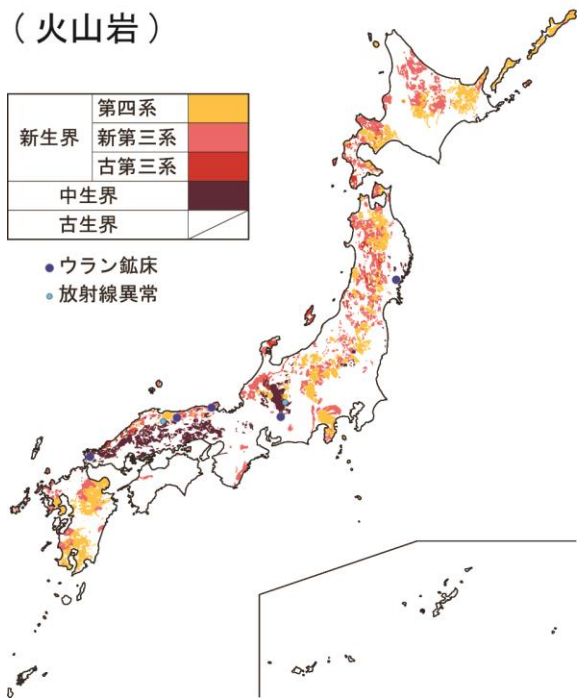 （火山岩）
新生界
第四系
新第三系
古第三系
中生界
古生界
ウラン鉱床
放射線異常